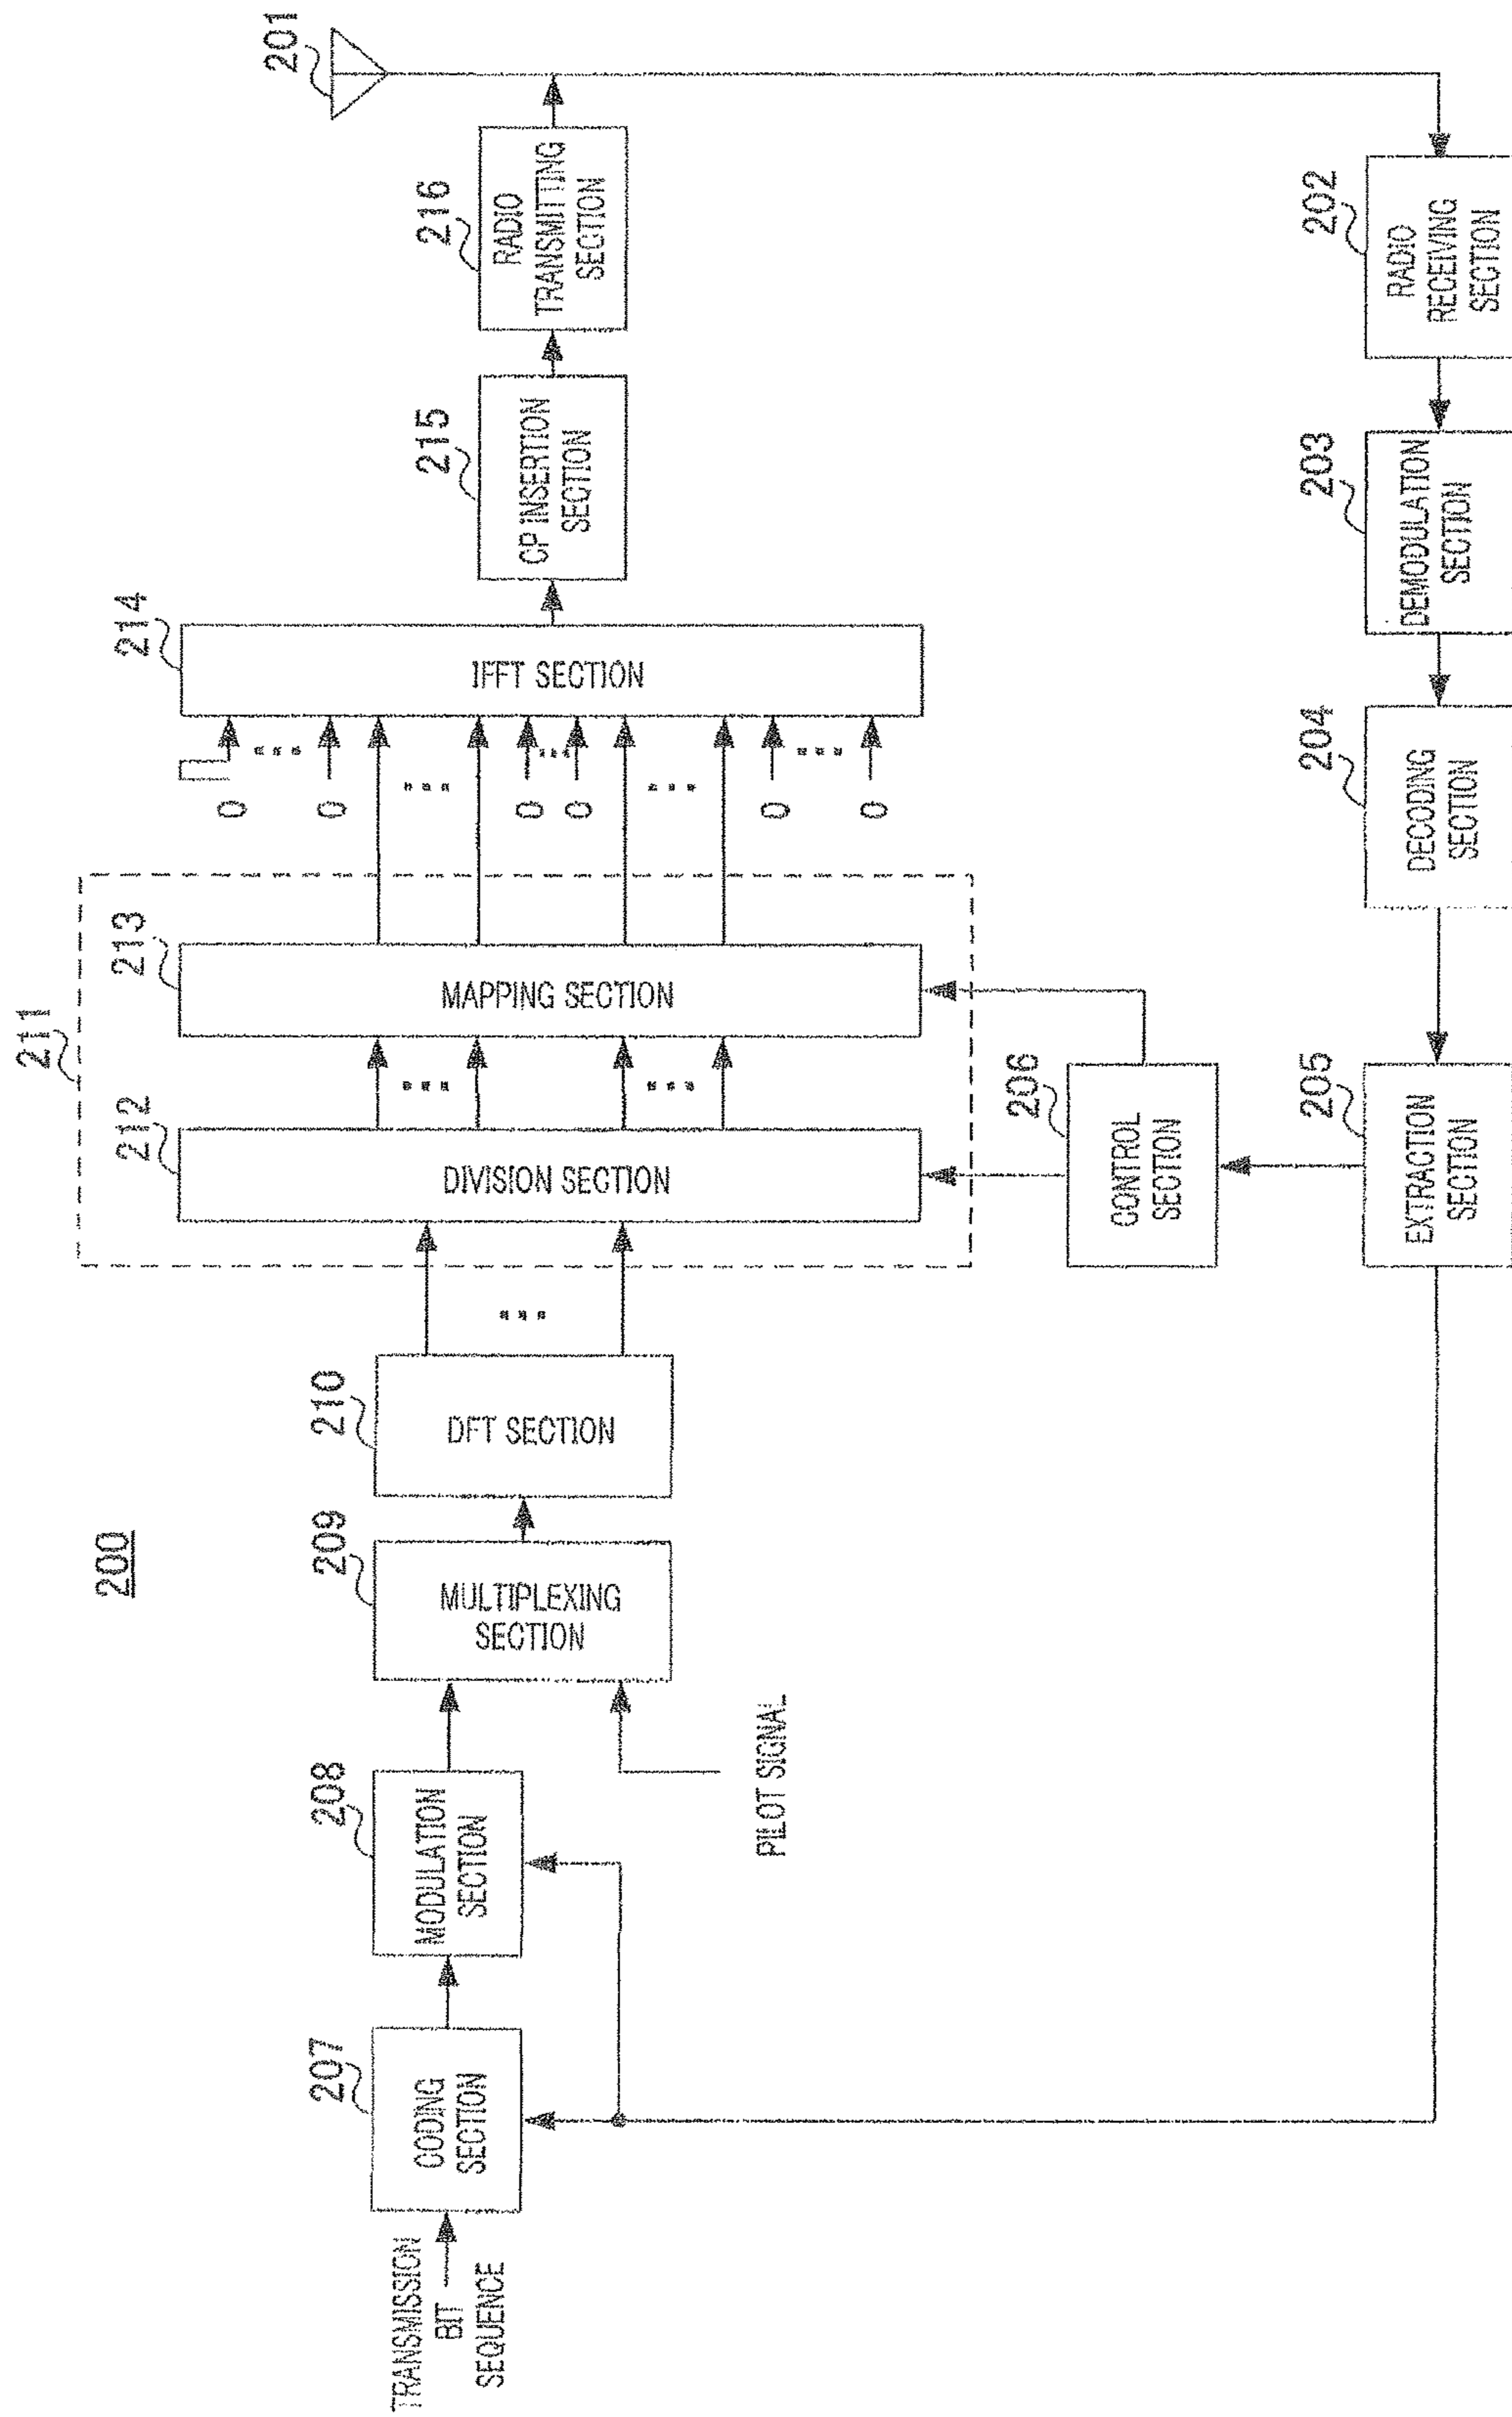 200
TRANSMISSION
BIT
SEQUENCE
207
CODING
SECTION
208
MODULATION
SECTION
PILOT SIGNAL
209
MULTIPLEXING
SECTION
210
DFT SECTION
211
212
DIVISION SECTION
213
MAPPING SECTION
0
...
0
...
0
...
0
...
0
...
0
...
...
...
214
IFFT SECTION
215
CP INSERTION
SECTION
216
RADIO
TRANSMITTING
SECTION
201
206
CONTROL
SECTION
205
EXTRACTION
SECTION
204
DECODING
SECTION
203
DEMODULATION
SECTION
202
RADIO
RECEIVING
SECTION